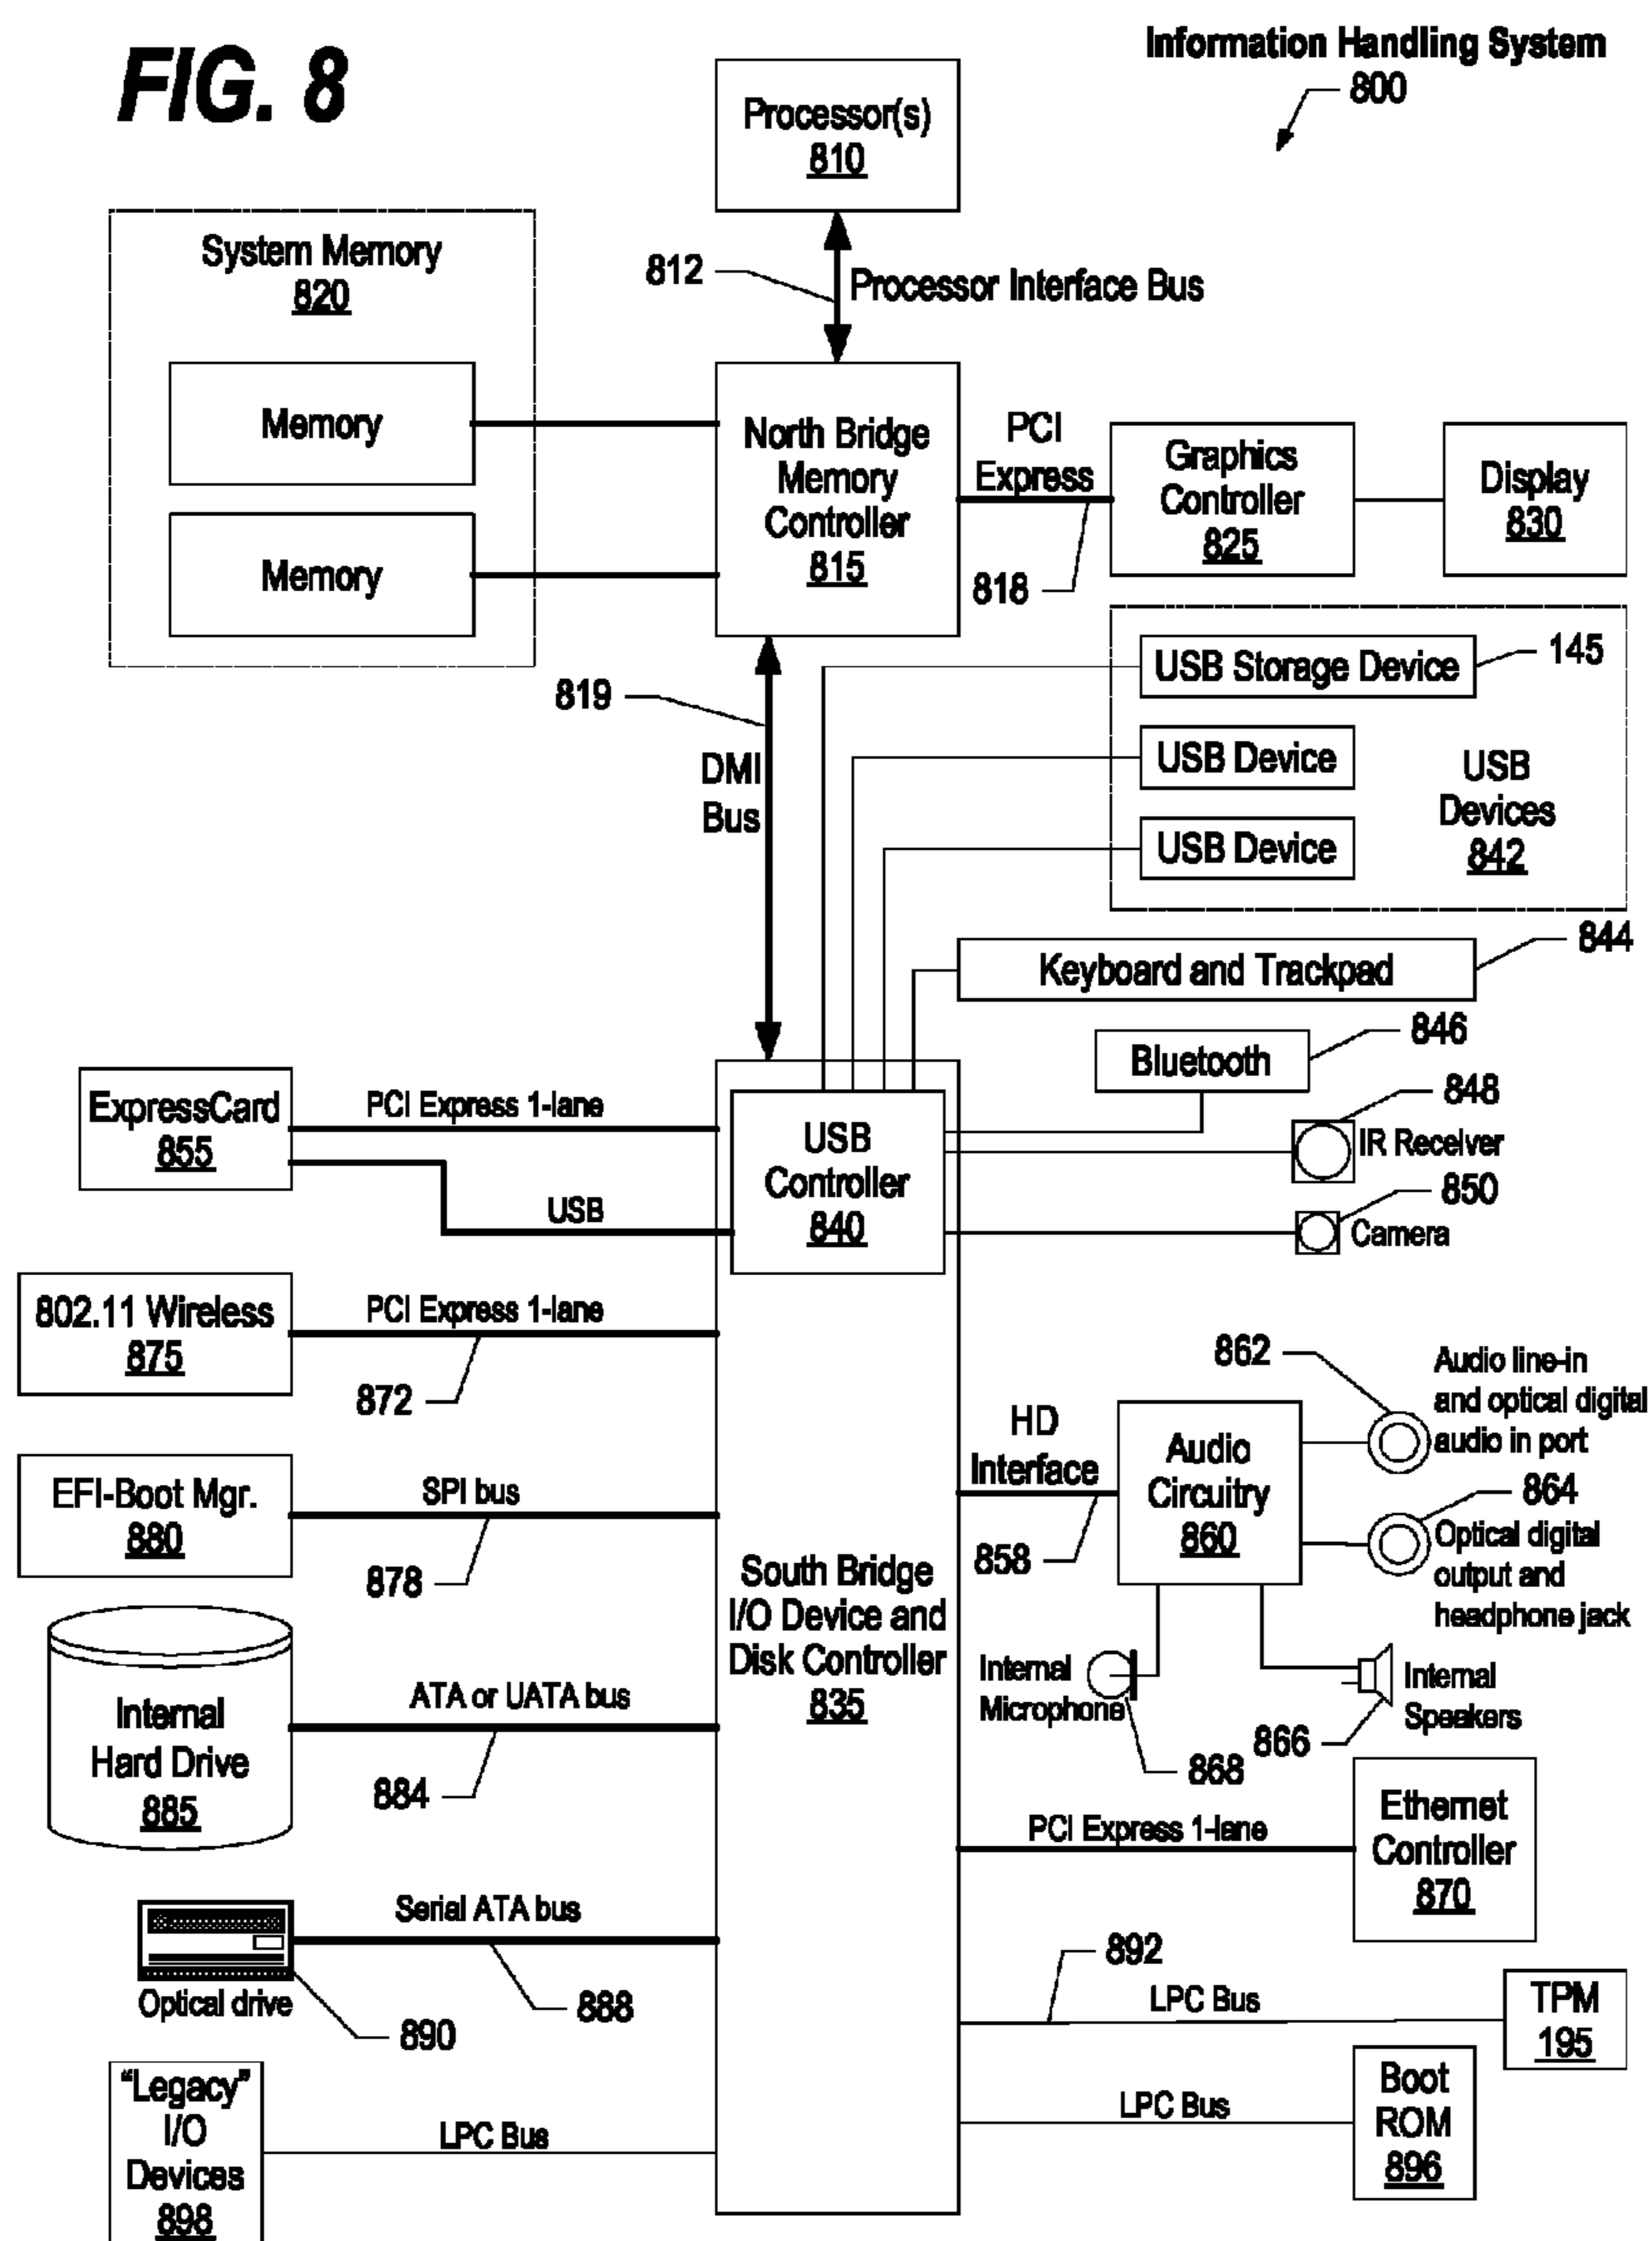 FIG. 8
Information Handling System
800
Processor(s)
810
System Memory
820
812
Processor Interface Bus
Memory
Memory
North Bridge
Memory
Controller
815
PCI
Express
818
Graphics
Controller
825
Display
830
819
DMI
Bus
USB Storage Device
145
USB Device
USB Device
USB
Devices
842
Keyboard and Trackpad
844
Bluetooth
846
848
IR Receiver
850
Camera
ExpressCard
855
PCI Express 1-lane
USB
USB
Controller
840
802.11 Wireless
875
PCI Express 1-lane
872
862
Audio line-in
and optical digital
audio in port
HD
Interface
858
Audio
Circuitry
860
864
Optical digital
output and
headphone jack
EFI-Boot Mgr.
880
SPI bus
878
South Bridge
I/O Device and
Disk Controller
835
Internal
Microphone
868
Internal
Speakers
866
Internal
Hard Drive
885
ATA or UATA bus
884
PCI Express 1-lane
Ethernet
Controller
870
Serial ATA bus
888
Optical drive
890
892
LPC Bus
TPM
195
"Legacy"
I/O
Devices
898
LPC Bus
LPC Bus
Boot
ROM
896